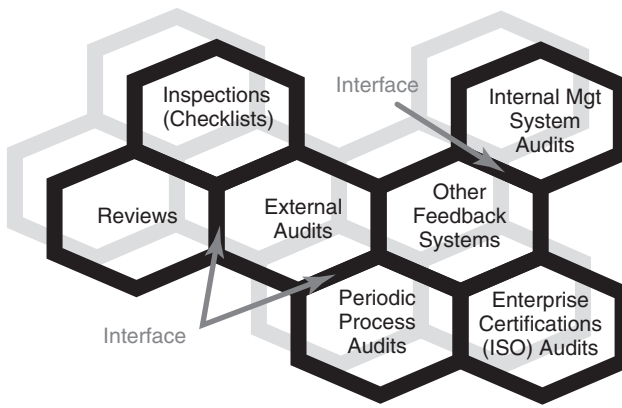 Inspections
(Checklists)
Interface
Internal Mgt
System
Audits
Reviews
External
Audits
Other
Feedback
Systems
Interface
Periodic
Process
Audits
Enterprise
Certifications
(ISO) Audits